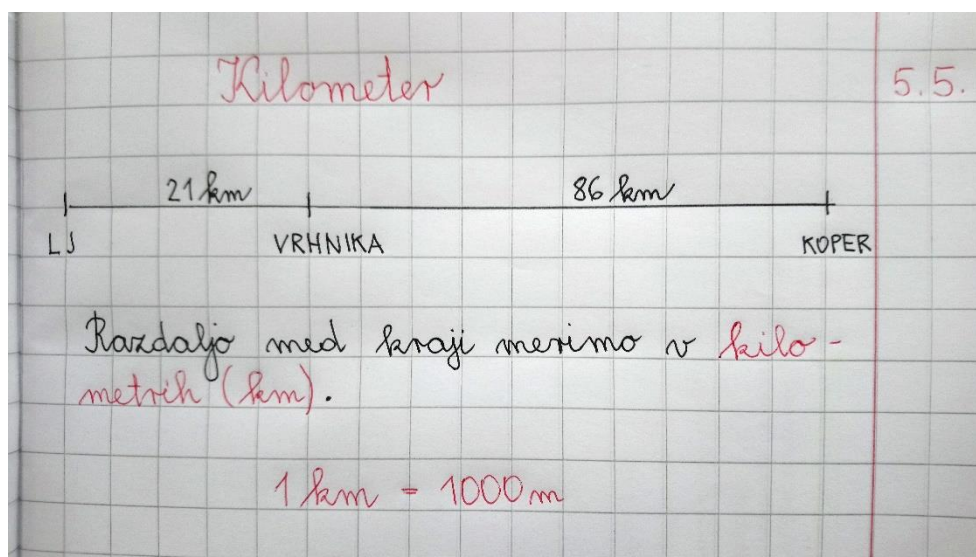 Kilometer 5.5.
21 km 86 km
LJ VRHNIKA KOPER
Razdaljo med kraji merimo v kilo-
metrih (km).
1 km = 1000 m